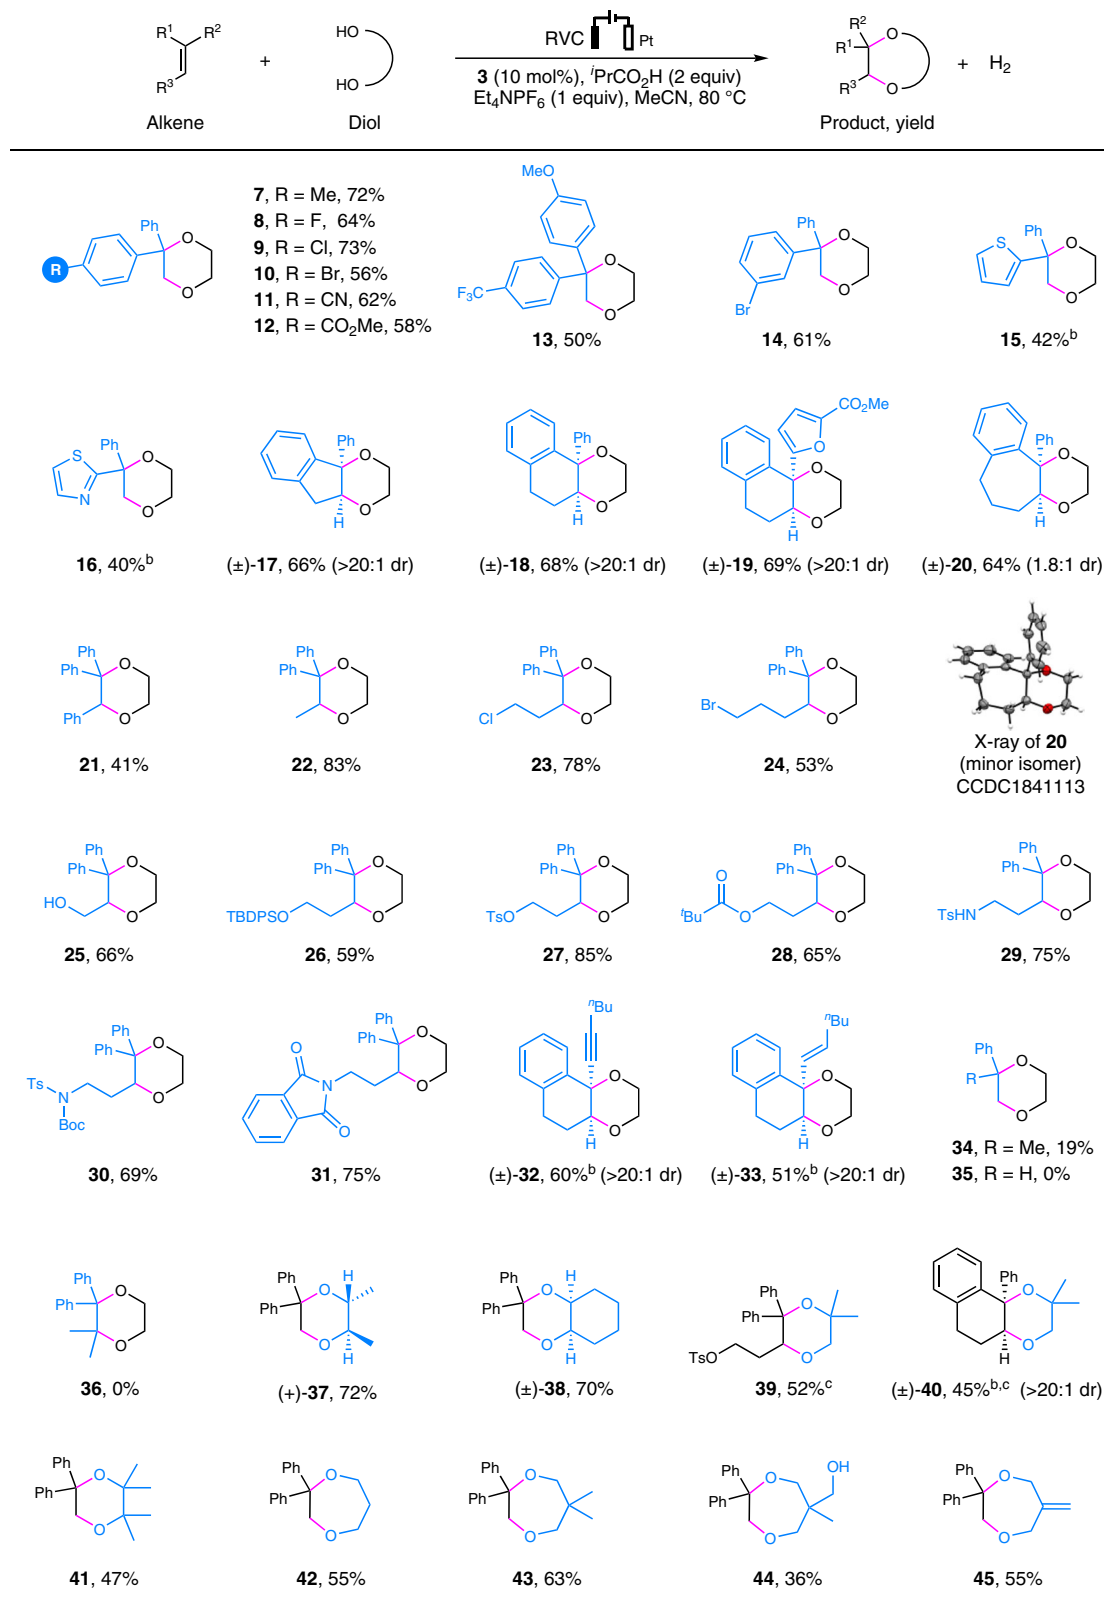 R1 R2
R3
Alkene
+
HO
HO
Diol
RVC Pt
3 (10 mol%), iPrCO2H (2 equiv)
Et4NPF6 (1 equiv), MeCN, 80 °C
R2
R1 O
R3 O
Product, yield
+ H2
R Ph O O
7, R = Me, 72%
8, R = F, 64%
9, R = Cl, 73%
10, R = Br, 56%
11, R = CN, 62%
12, R = CO2Me, 58%
MeO F3C O O
13, 50%
Ph Br O O
14, 61%
S Ph O O
15, 42%b
S N Ph O O
16, 40%b
Ph O O H
(±)-17, 66% (>20:1 dr)
Ph O O H
(±)-18, 68% (>20:1 dr)
CO2Me O O O H
(±)-19, 69% (>20:1 dr)
Ph O O H
(±)-20, 64% (1.8:1 dr)
Ph Ph Ph O O
21, 41%
Ph Ph O O
22, 83%
Ph Ph Cl O O
23, 78%
Ph Ph Br O O
24, 53%
X-ray of 20
(minor isomer)
CCDC1841113
Ph Ph HO O O
25, 66%
Ph Ph TBDPSO O O
26, 59%
Ph Ph TsO O O
27, 85%
O tBu O Ph Ph O O
28, 65%
Ph Ph TsHN O O
29, 75%
Ph Ph Ts N Boc O O
30, 69%
O N O Ph Ph O O
31, 75%
nBu O O H
(±)-32, 60%b (>20:1 dr)
nBu O O H
(±)-33, 51%b (>20:1 dr)
Ph R O O
34, R = Me, 19%
35, R = H, 0%
Ph Ph O O
36, 0%
Ph Ph O H O H
(+)-37, 72%
Ph Ph O H O H
(±)-38, 70%
Ph Ph TsO O O
39, 52%c
Ph O O H
(±)-40, 45%b,c (>20:1 dr)
Ph Ph O O
41, 47%
Ph Ph O O
42, 55%
Ph Ph O O
43, 63%
Ph Ph O O OH
44, 36%
Ph Ph O O
45, 55%